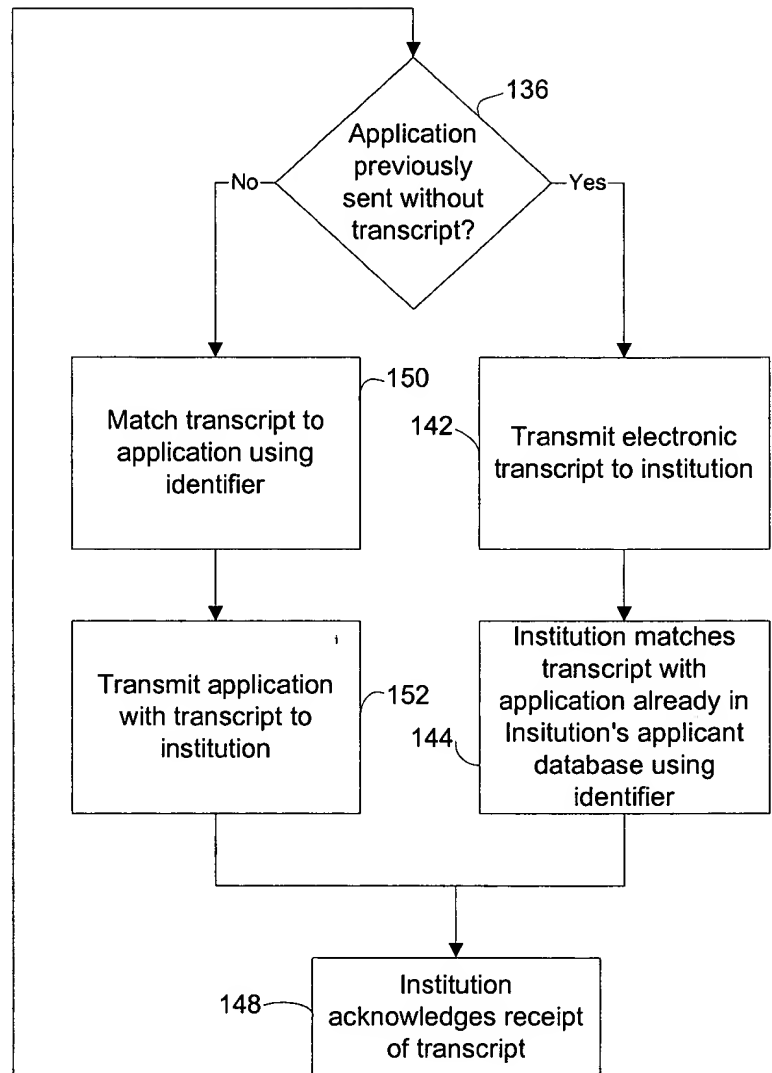 136
Application
previously
sent without
transcript?
No
Yes
150
Match transcript to
application using
identifier
142
Transmit electronic
transcript to institution
Transmit application
with transcript to
institution
152
Institution matches
transcript with
application already in
Insitution's applicant
database using
identifier
144
148
Institution
acknowledges receipt
of transcript